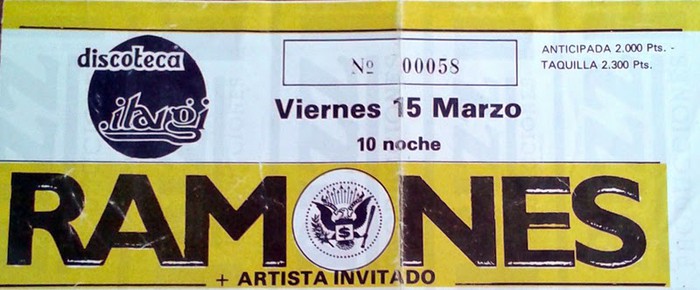 discoteca
ilargi
Nº 00058
ANTICIPADA 2.000 Pts. -
TAQUILLA 2.300 Pts.
Viernes 15 Marzo
10 noche
RAMONES
+ ARTISTA INVITADO